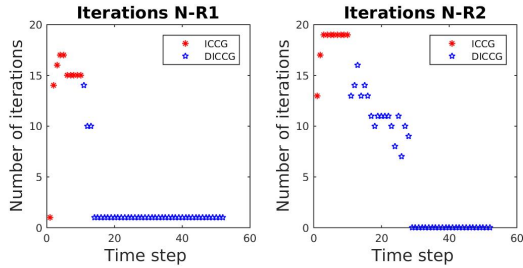 Iterations N-R1
Number of iterations
20
15
10
5
0
ICCG
DICCG
0 20 40 60
Time step
Iterations N-R2
Number of iterations
20
15
10
5
0
ICCG
DICCG
0 20 40 60
Time step